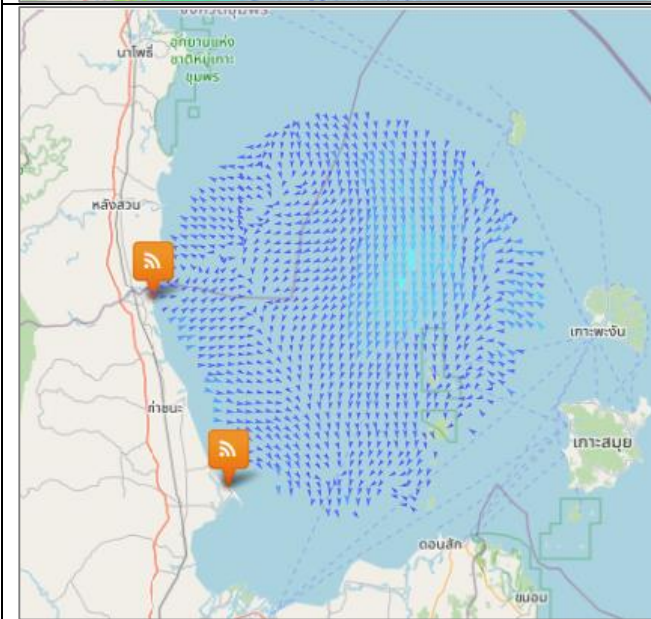 นาโพธิ์
อุทยานแห่ง
ชาติหมู่เกาะ
ชุมพร
หลังสวน
ท่าชนะ
เกาะพะงัน
เกาะสมุย
ดอนสัก
ขนอม